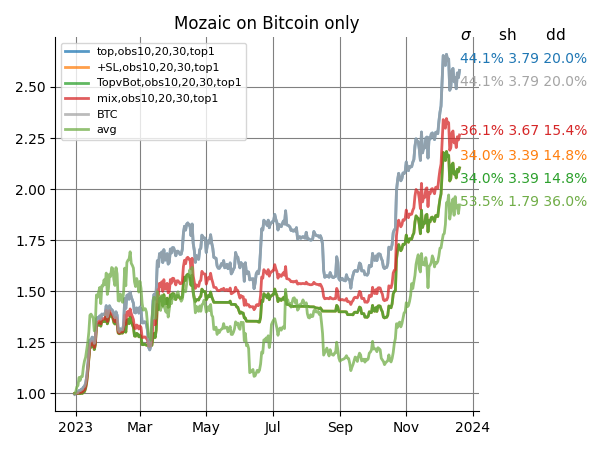 Mozaic on Bitcoin only
σ sh dd
top,obs10,20,30,top1
+SL,obs10,20,30,top1
TopvBot,obs10,20,30,top1
mix,obs10,20,30,top1
BTC
avg
44.1% 3.79 20.0%
44.1% 3.79 20.0%
36.1% 3.67 15.4%
34.0% 3.39 14.8%
34.0% 3.39 14.8%
53.5% 1.79 36.0%
2.50
2.25
2.00
1.75
1.50
1.25
1.00
2023 Mar May Jul Sep Nov 2024